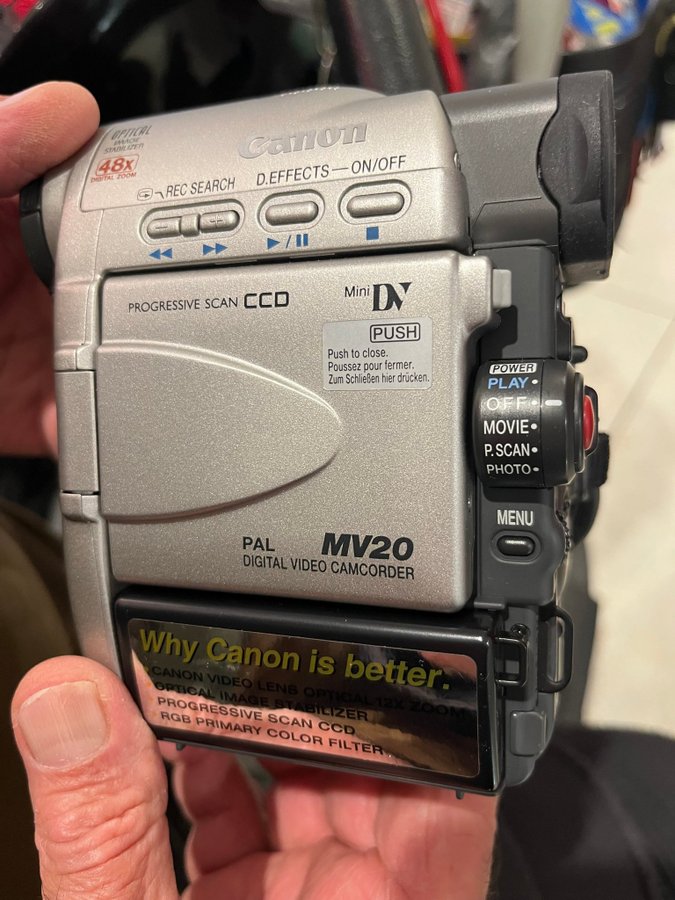 OPTICAL
IMAGE
STABILIZER
48x
DIGITAL ZOOM
Canon
REC SEARCH
D.EFFECTS — ON/OFF
PROGRESSIVE SCAN CCD
Mini DV
PUSH
Push to close.
Poussez pour fermer.
Zum Schließen hier drücken.
POWER
PLAY
OFF
MOVIE
P.SCAN
PHOTO
MENU
PAL MV20
DIGITAL VIDEO CAMCORDER
Why Canon is better.
CANON VIDEO LENS OPTICAL 12X ZOOM
OPTICAL IMAGE STABILIZER
PROGRESSIVE SCAN CCD
RGB PRIMARY COLOR FILTER